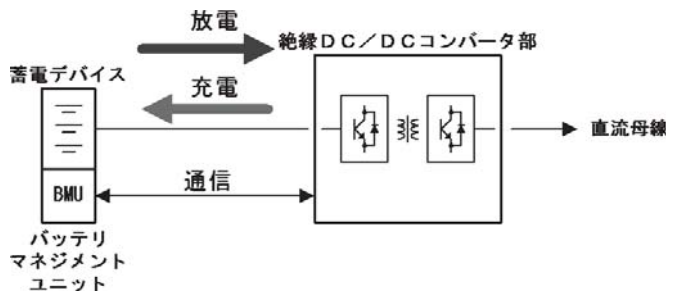 放電
絶縁DC／DCコンバータ部
蓄電デバイス
充電
直流母線
BMU
通信
バッテリ
マネジメント
ユニット